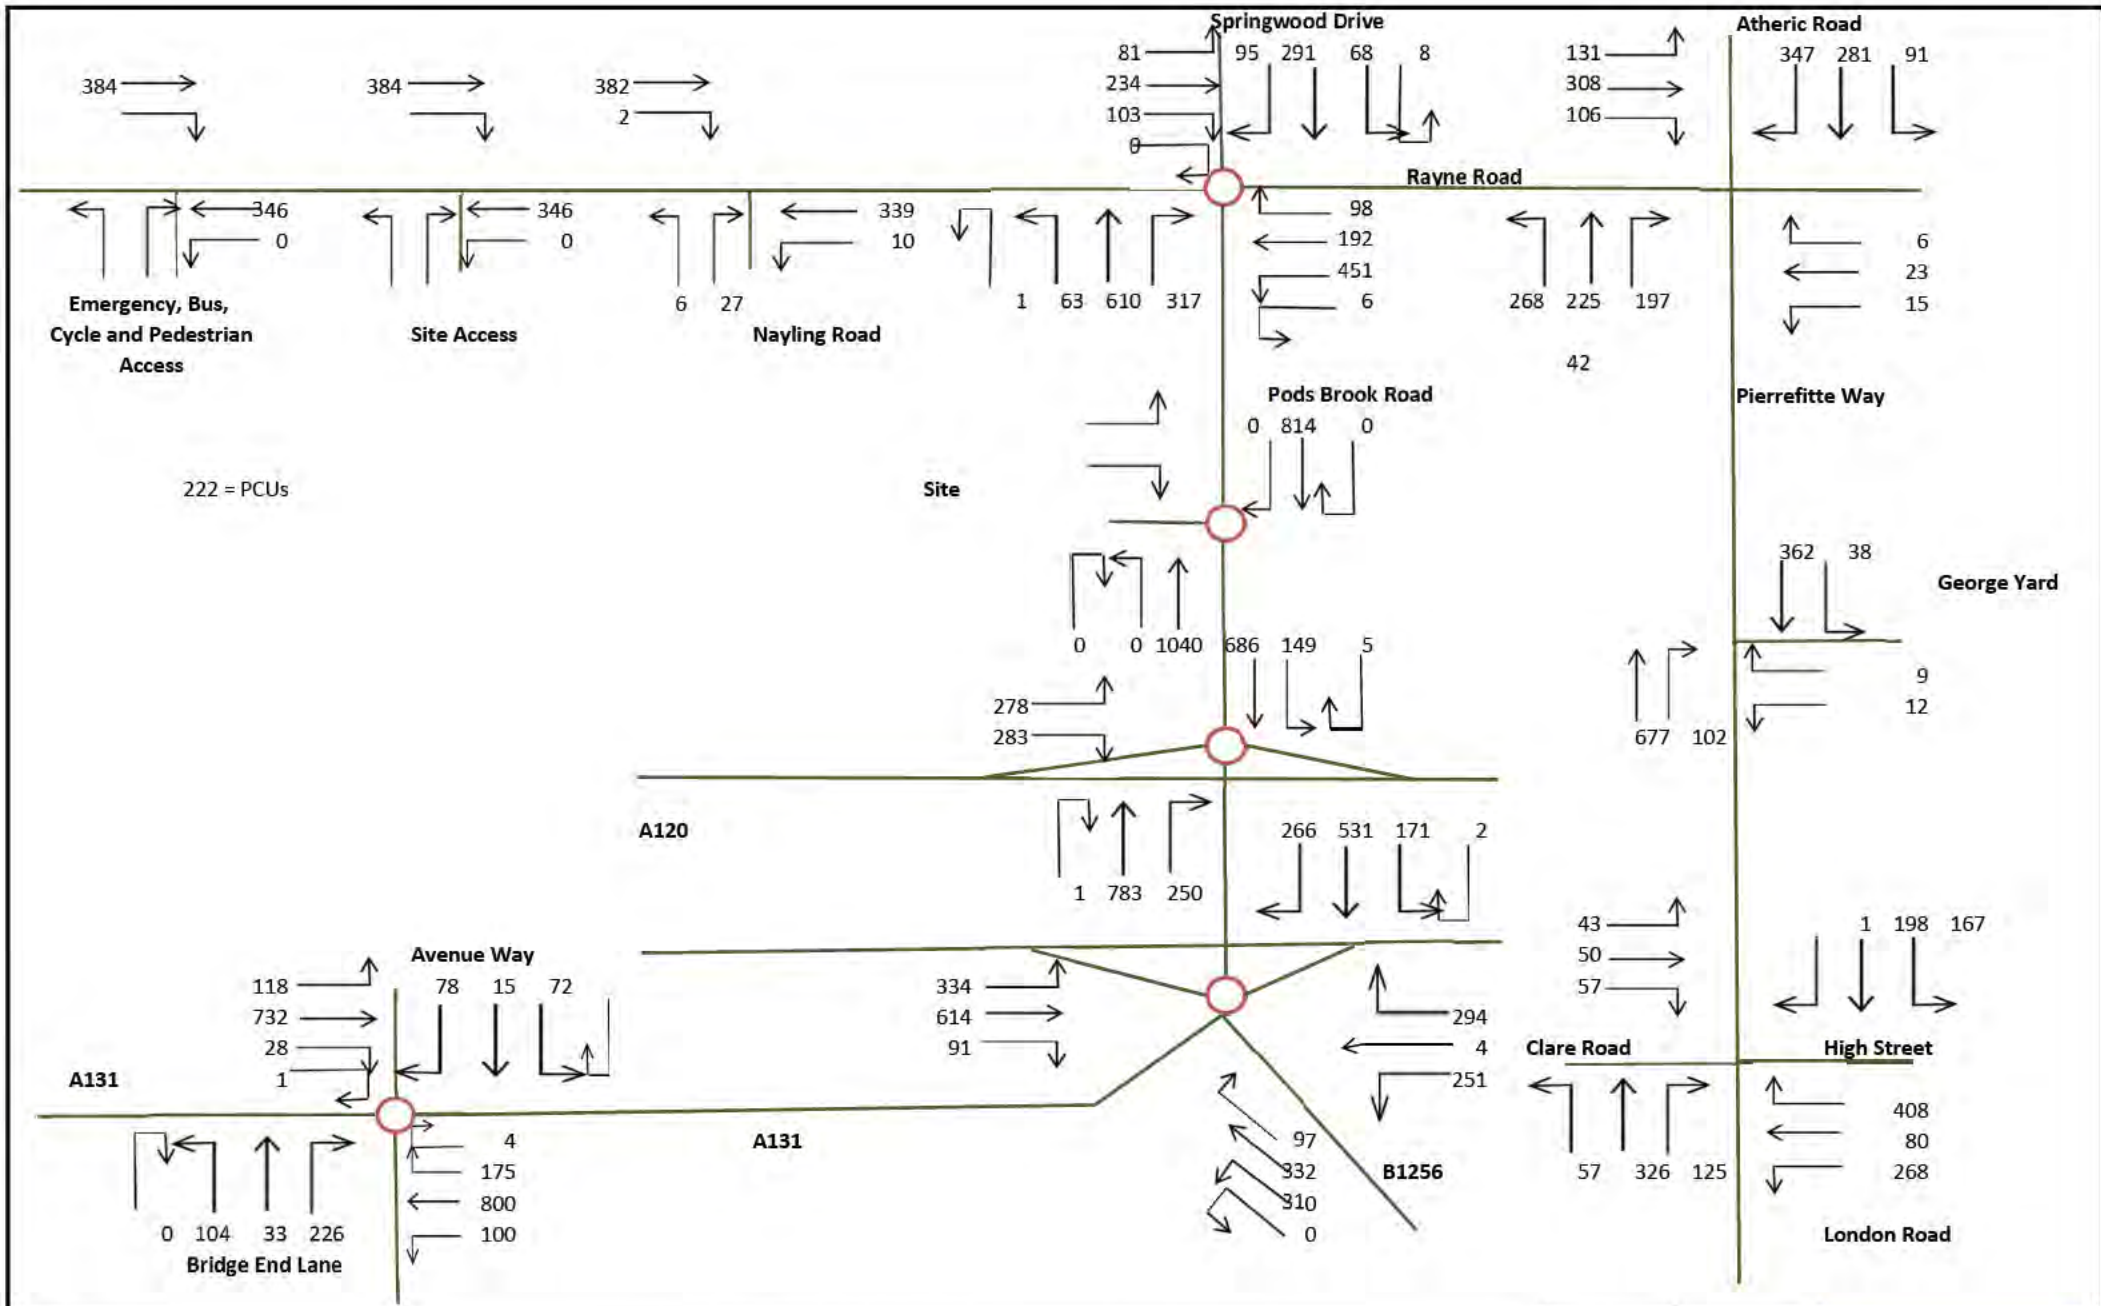 Springwood Drive
Atheric Road
81
95 291 68 8
131
347 281 91
384
384
382
234
308
2
103
106
0
Rayne Road
346
346
339
98
6
0
0
10
192
23
451
15
Emergency, Bus,
Cycle and Pedestrian
Access
Site Access
6 27
Nayling Road
1 63 610 317
6
268 225 197
42
Pods Brook Road
Pierrefitte Way
0 814 0
222 = PCUs
Site
362 38
George Yard
0 0 1040
686 149 5
278
9
283
12
677 102
A120
266 531 171 2
1 783 250
43
1 198 167
Avenue Way
50
118
78 15 72
334
57
732
614
294
28
91
4
Clare Road
High Street
1
251
A131
408
4
A131
97
80
175
332
B1256
57 326 125
268
800
310
0 104 33 226
100
0
London Road
Bridge End Lane